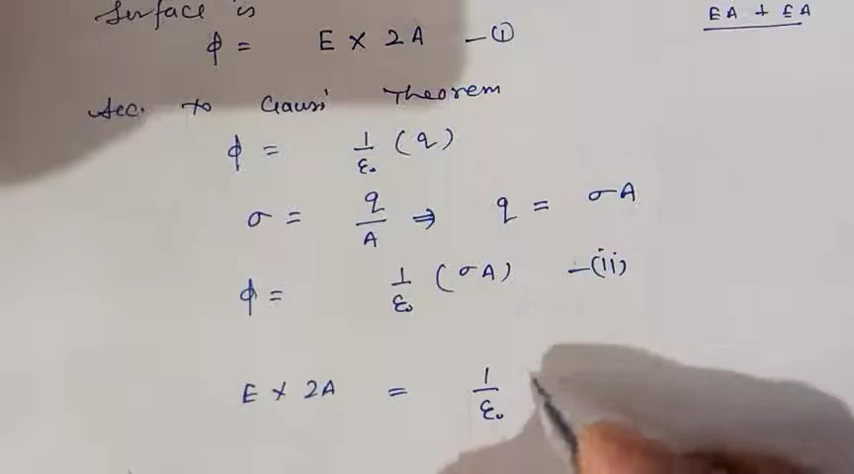 Surface is
EA + EA
φ = E × 2A —①
Acc. to Gauss' Theorem
φ = 1/ε₀ (q)
σ = q/A ⇒ q = σA
φ = 1/ε₀ (σA) —(ii)
E × 2A = 1/ε₀